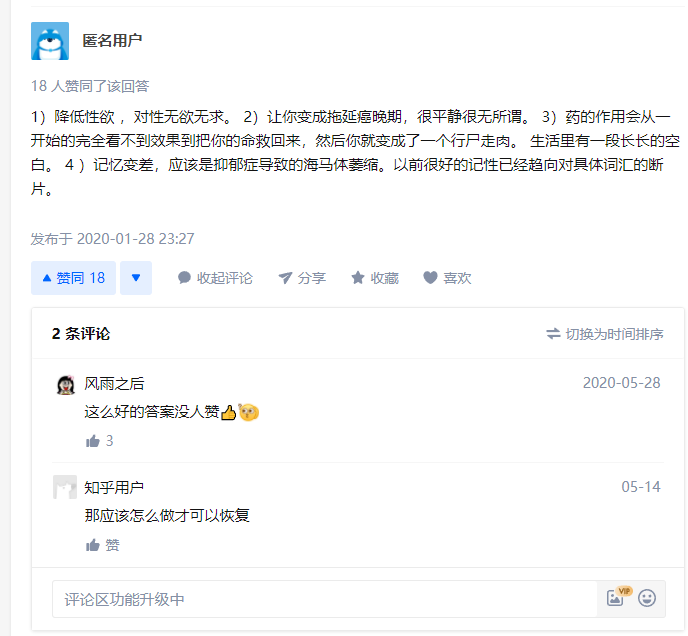 匿名用户
18 人赞同了该回答
1）降低性欲 ，对性无欲无求。 2）让你变成拖延癌晚期，很平静很无所谓。 3）药的作用会从一
开始的完全看不到效果到把你的命救回来，然后你就变成了一个行尸走肉。 生活里有一段长长的空
白。 4 ）记忆变差，应该是抑郁症导致的海马体萎缩。以前很好的记性已经趋向对具体词汇的断
片。
发布于 2020-01-28 23:27
赞同 18 收起评论 分享 收藏 喜欢
2 条评论 切换为时间排序
风雨之后 2020-05-28
这么好的答案没人赞👍
3
知乎用户 05-14
那应该怎么做才可以恢复
赞
评论区功能升级中 VIP